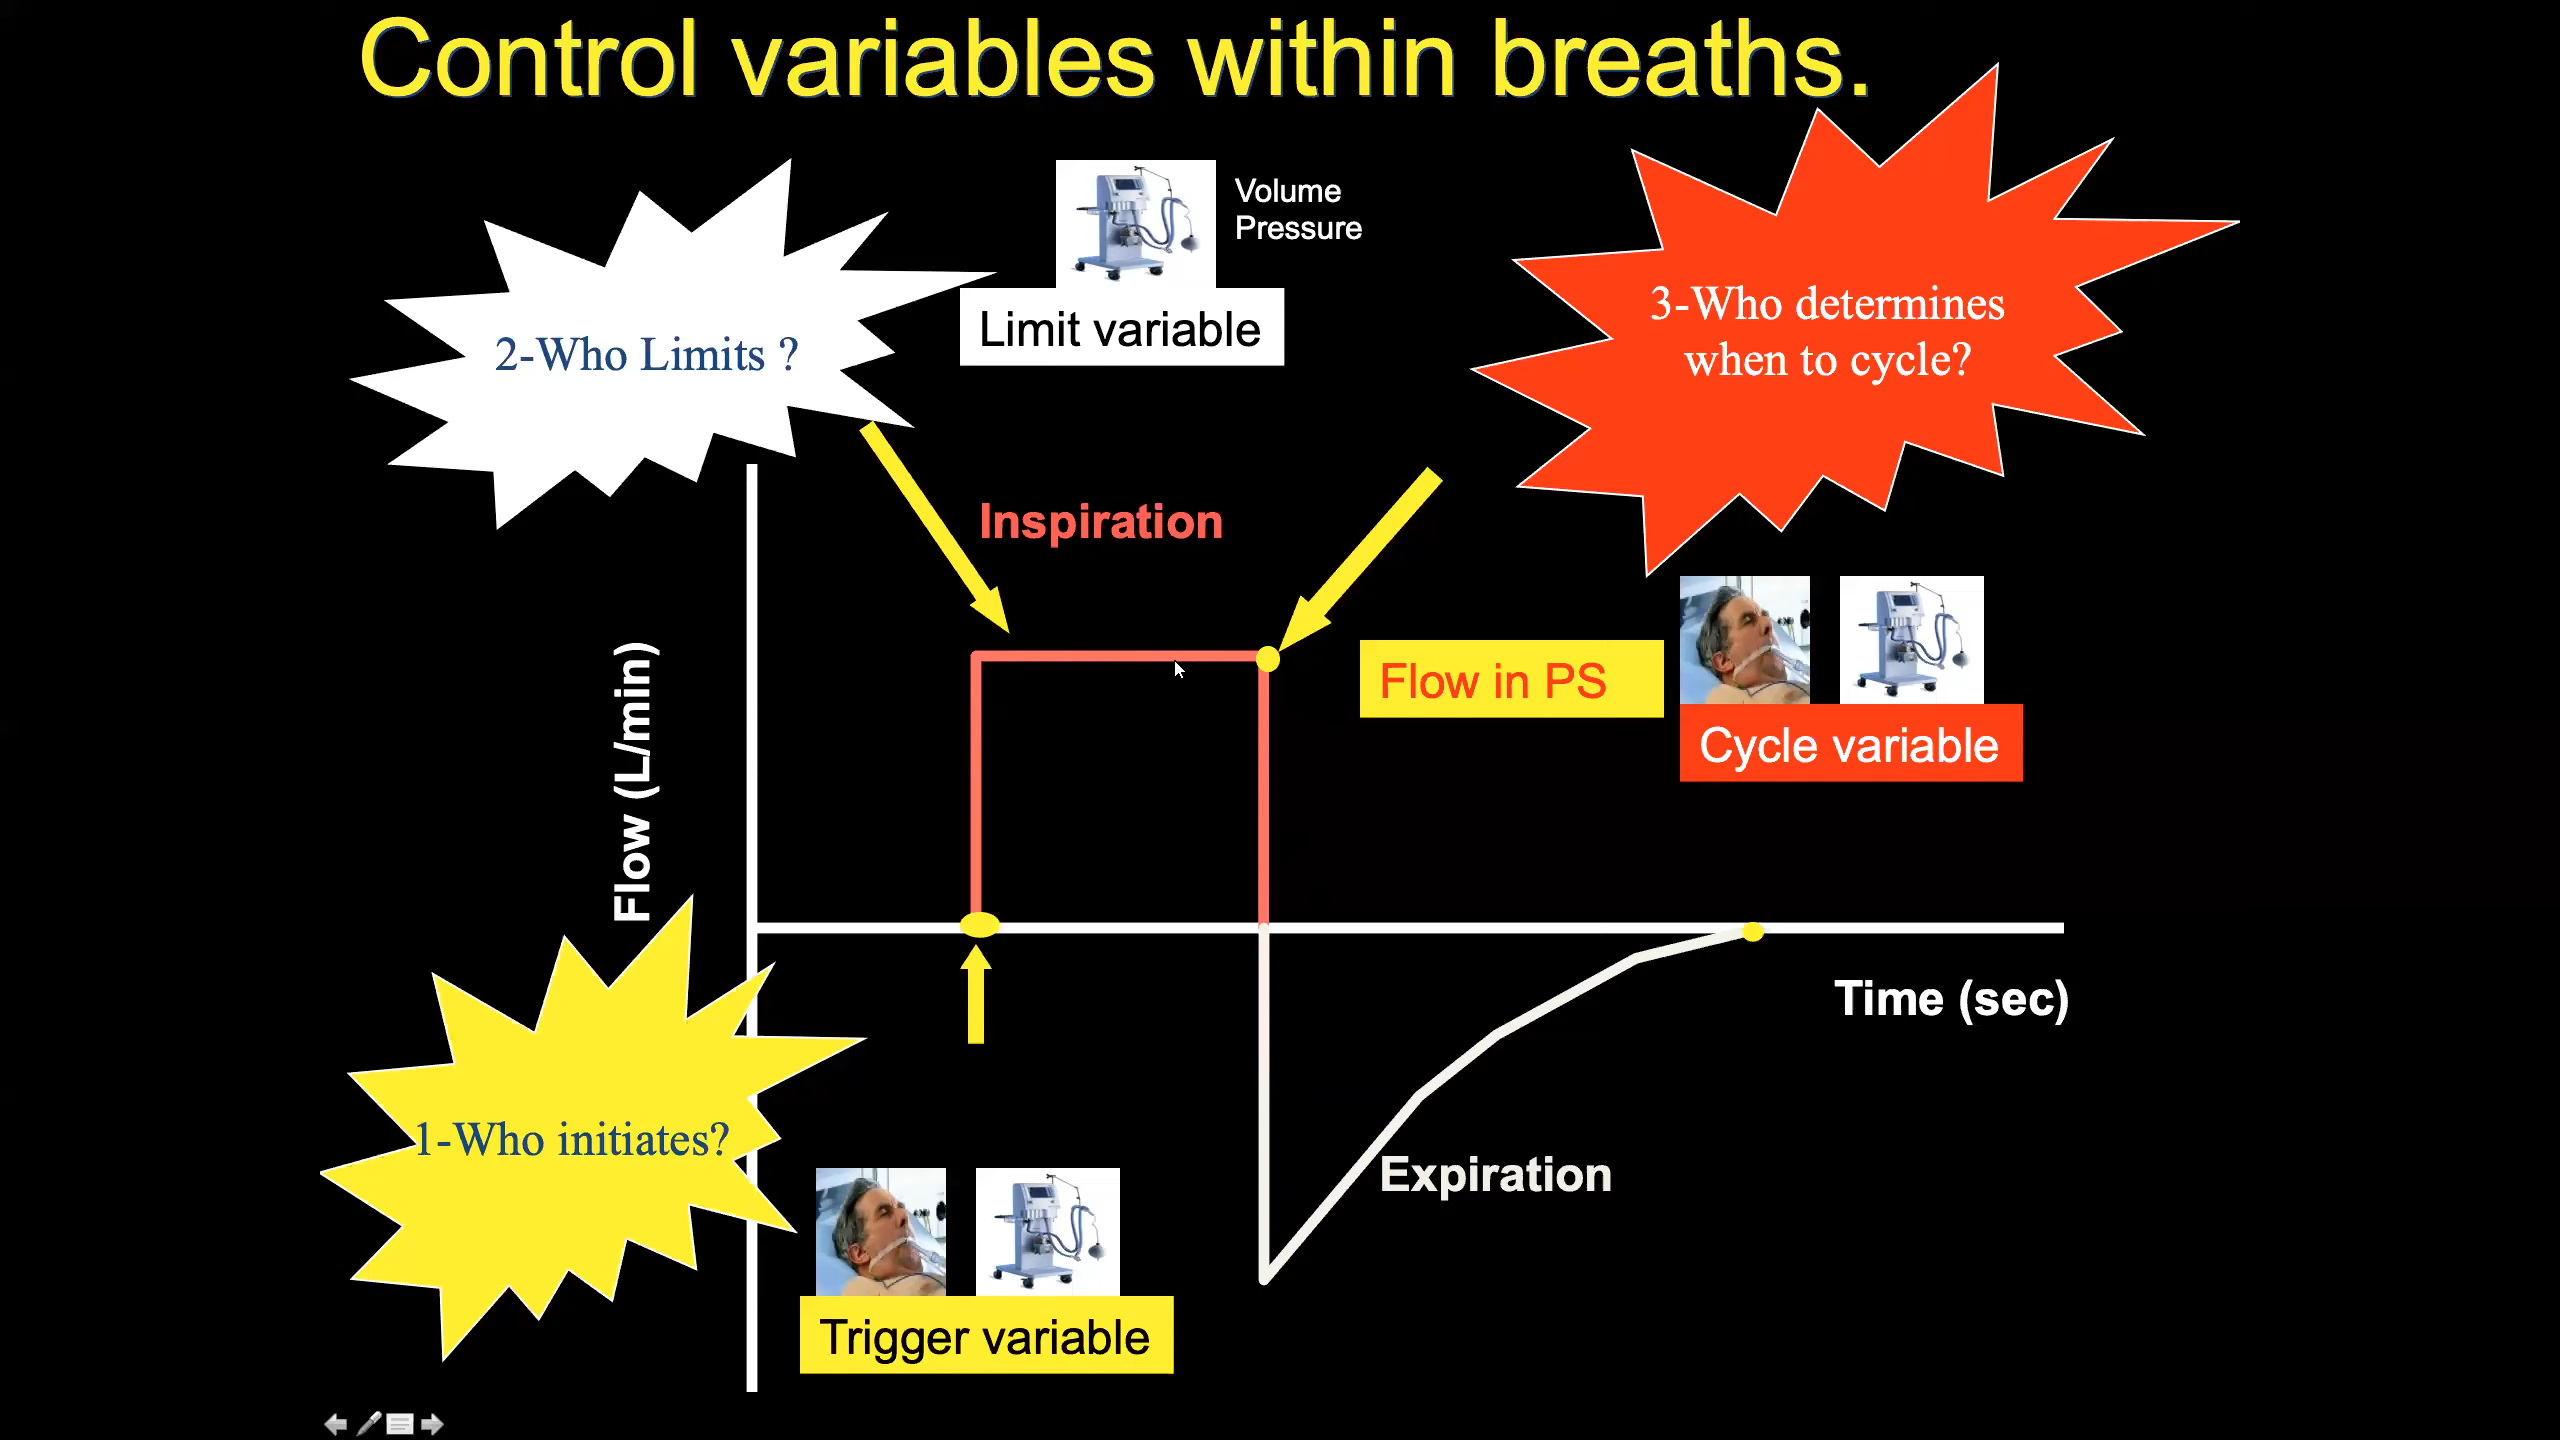 Control variables within breaths.
Volume
Pressure
Limit variable
2-Who Limits ?
3-Who determines
when to cycle?
Inspiration
Flow in PS
Cycle variable
Flow (L/min)
Time (sec)
1-Who initiates?
Expiration
Trigger variable